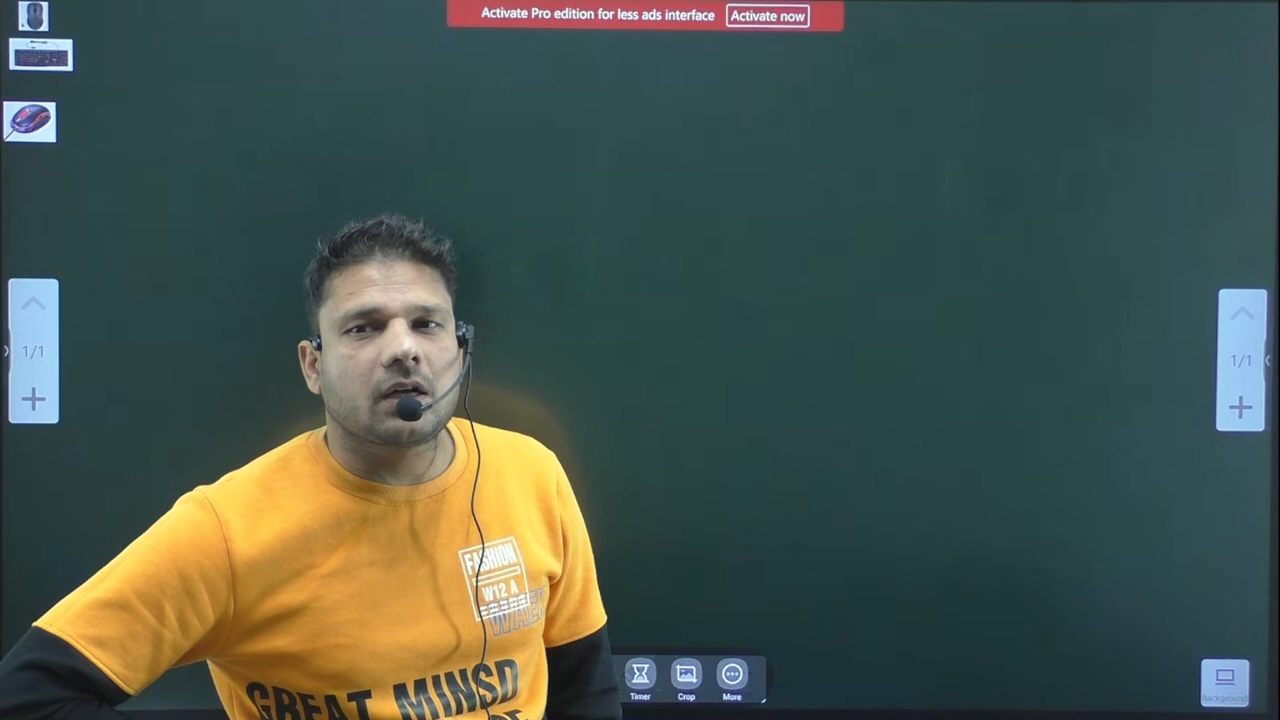 Activate Pro edition for less ads interface
Activate now
1/1
1/1
FASHION
W12 A
GREAT MINSD
Timer
Crop
More
Background